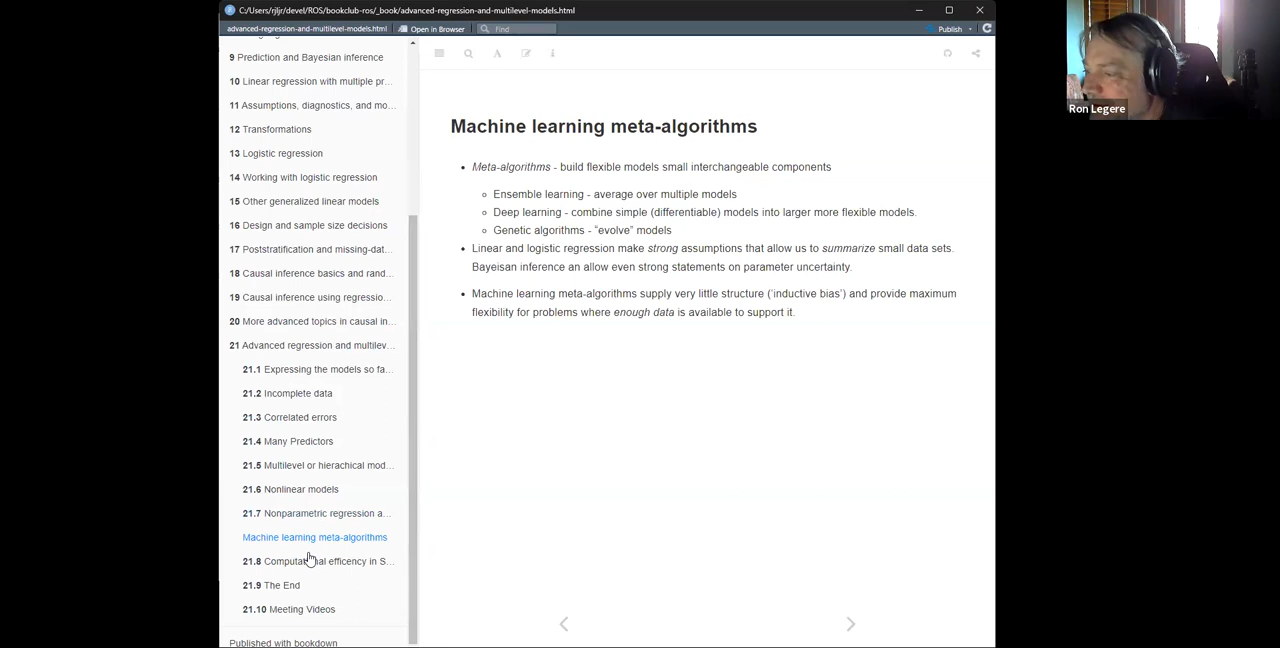 C:/Users/rjljr/devel/ROS/bookclub-ros/_book/advanced-regression-and-multilevel-models.html
advanced-regression-and-multilevel-models.html
Open in Browser
Find
Publish
9 Prediction and Bayesian inference
10 Linear regression with multiple pr...
11 Assumptions, diagnostics, and mo...
12 Transformations
13 Logistic regression
14 Working with logistic regression
15 Other generalized linear models
16 Design and sample size decisions
17 Poststratification and missing-dat...
18 Causal inference basics and rand...
19 Causal inference using regressio...
20 More advanced topics in causal in...
21 Advanced regression and multilev...
21.1 Expressing the models so fa...
21.2 Incomplete data
21.3 Correlated errors
21.4 Many Predictors
21.5 Multilevel or hierachical mod...
21.6 Nonlinear models
21.7 Nonparametric regression a...
Machine learning meta-algorithms
21.8 Computational efficency in S...
21.9 The End
21.10 Meeting Videos
Published with bookdown
Machine learning meta-algorithms
Meta-algorithms - build flexible models small interchangeable components
Ensemble learning - average over multiple models
Deep learning - combine simple (differentiable) models into larger more flexible models.
Genetic algorithms - “evolve” models
Linear and logistic regression make strong assumptions that allow us to summarize small data sets.
Bayeisan inference an allow even strong statements on parameter uncertainty.
Machine learning meta-algorithms supply very little structure (‘inductive bias’) and provide maximum
flexibility for problems where enough data is available to support it.
Ron Legere